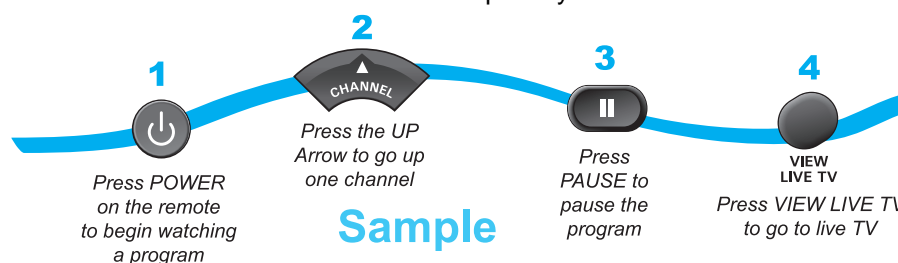 1
Press POWER
on the remote
to begin watching
a program
2
CHANNEL
Press the UP
Arrow to go up
one channel
Sample
3
Press
PAUSE to
pause the
program
4
VIEW
LIVE TV
Press VIEW LIVE TV
to go to live TV